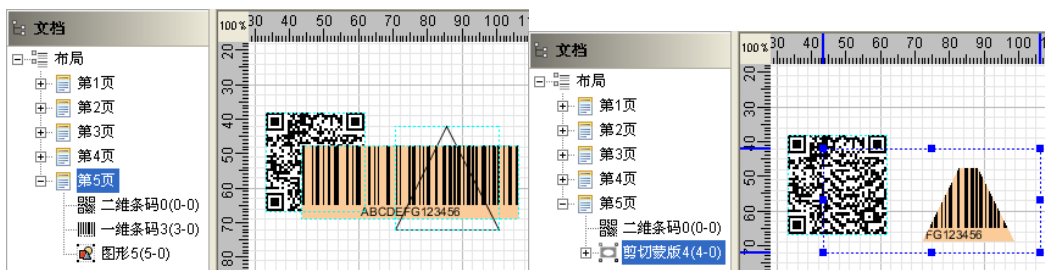 文档
布局
第1页
第2页
第3页
第4页
第5页
二维条码0(0-0)
一维条码3(3-0)
图形5(5-0)
100% 30 40 50 60 70 80 90 100 1
20
30
40
50
60
70
80
ABCDEFG123456
文档
布局
第1页
第2页
第3页
第4页
第5页
二维条码0(0-0)
剪切蒙版4(4-0)
100% 30 40 50 60 70 80 90 100
20
30
40
50
60
70
FG123456